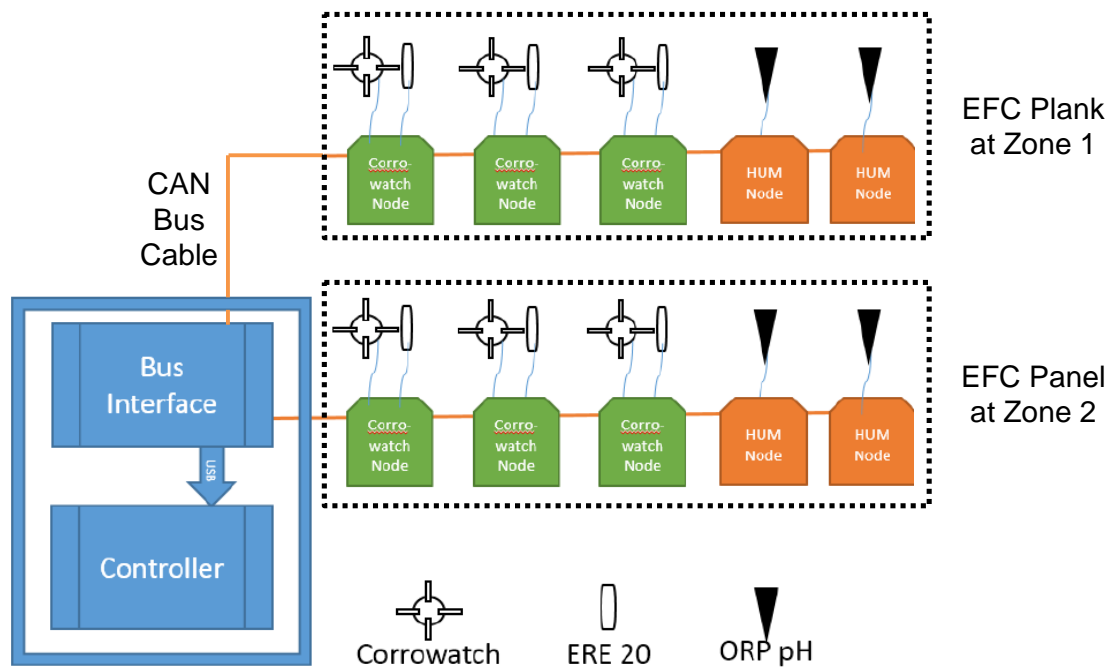 EFC Plank
at Zone 1
Corro-
watch
Node
Corro-
watch
Node
Corro-
watch
Node
HUM
Node
HUM
Node
CAN
Bus
Cable
EFC Panel
at Zone 2
Corro-
watch
Node
Corro-
watch
Node
Corro-
watch
Node
HUM
Node
HUM
Node
Bus
Interface
USB
Controller
Corrowatch
ERE 20
ORP pH